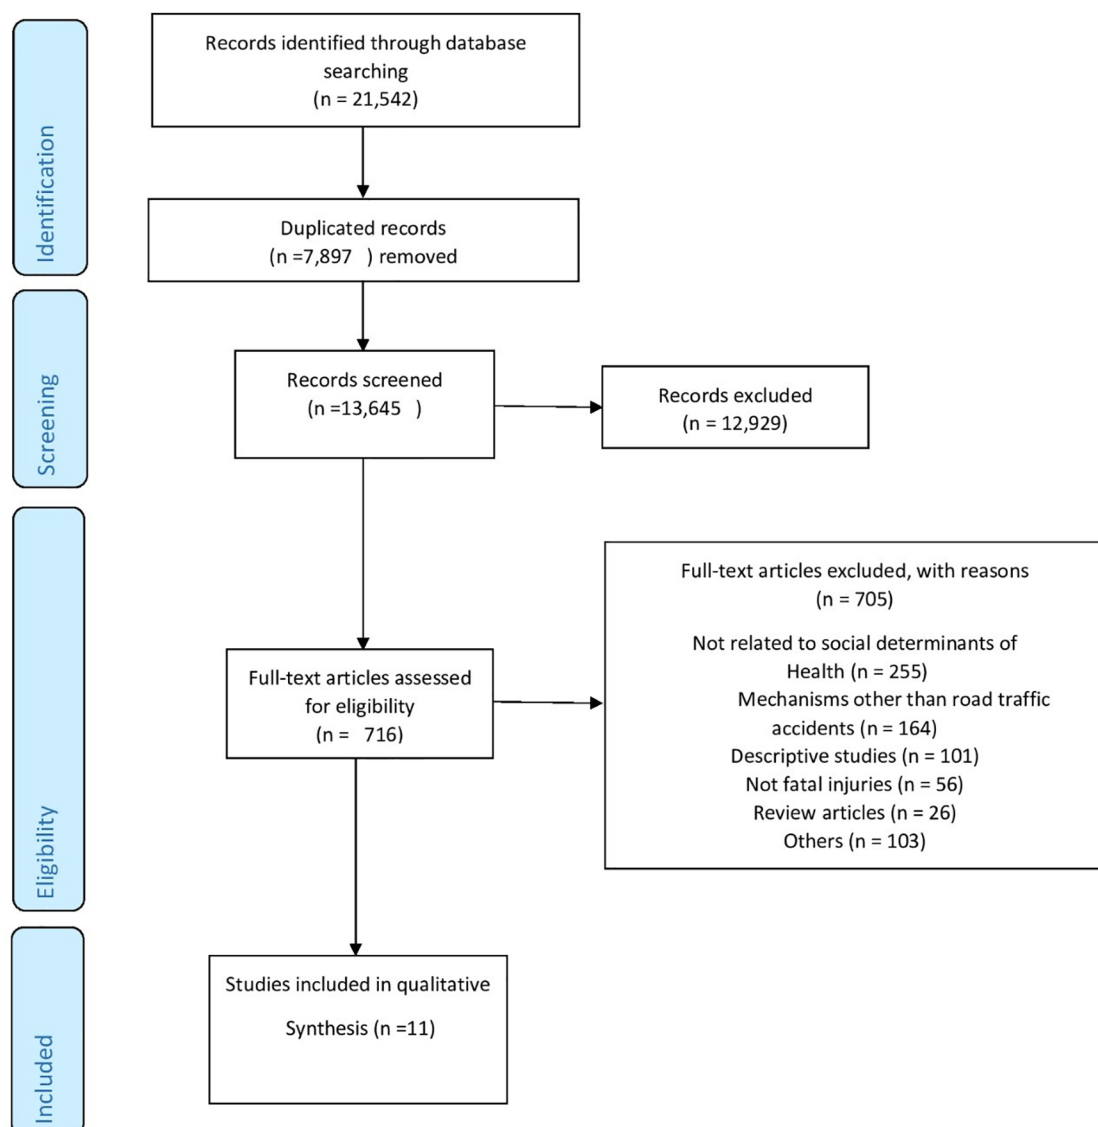 Identification
Records identified through database
searching
(n = 21,542)
Duplicated records
(n =7,897   ) removed
Screening
Records screened
(n =13,645   )
Records excluded
(n = 12,929)
Eligibility
Full-text articles assessed
for eligibility
(n =   716)
Full-text articles excluded, with reasons
(n = 705)
Not related to social determinants of
Health (n = 255)
Mechanisms other than road traffic
accidents (n = 164)
Descriptive studies (n = 101)
Not fatal injuries (n = 56)
Review articles (n = 26)
Others (n = 103)
Included
Studies included in qualitative
Synthesis (n =11)